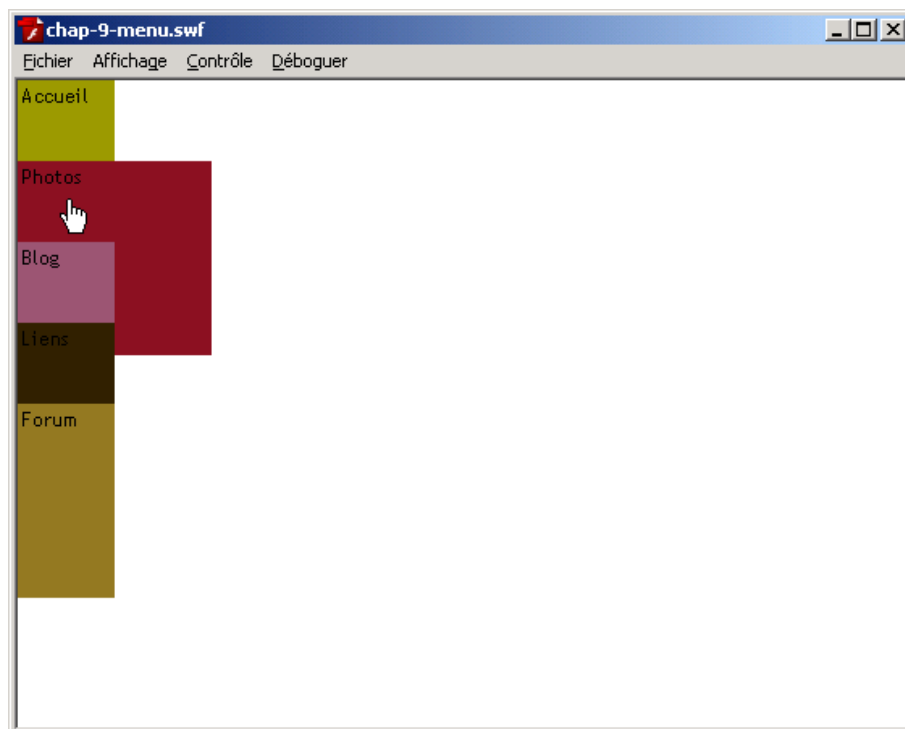 chap-9-menu.swf
Fichier Affichage Contrôle Déboguer
Accueil
Photos
Blog
Liens
Forum